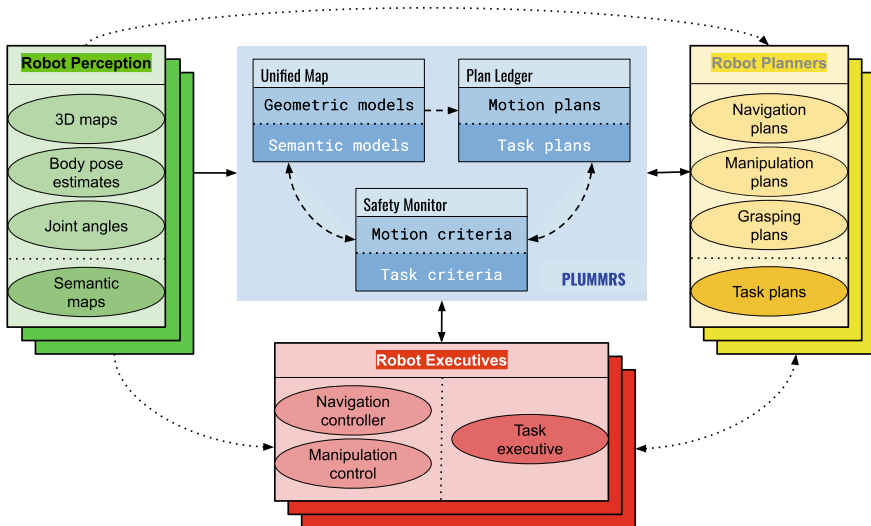 Robot Perception
3D maps
Body pose
estimates
Joint angles
Semantic
maps
Unified Map
Geometric models
Semantic models
Plan Ledger
Motion plans
Task plans
Safety Monitor
Motion criteria
Task criteria
PLUMMRS
Robot Planners
Navigation
plans
Manipulation
plans
Grasping
plans
Task plans
Robot Executives
Navigation
controller
Manipulation
control
Task
executive